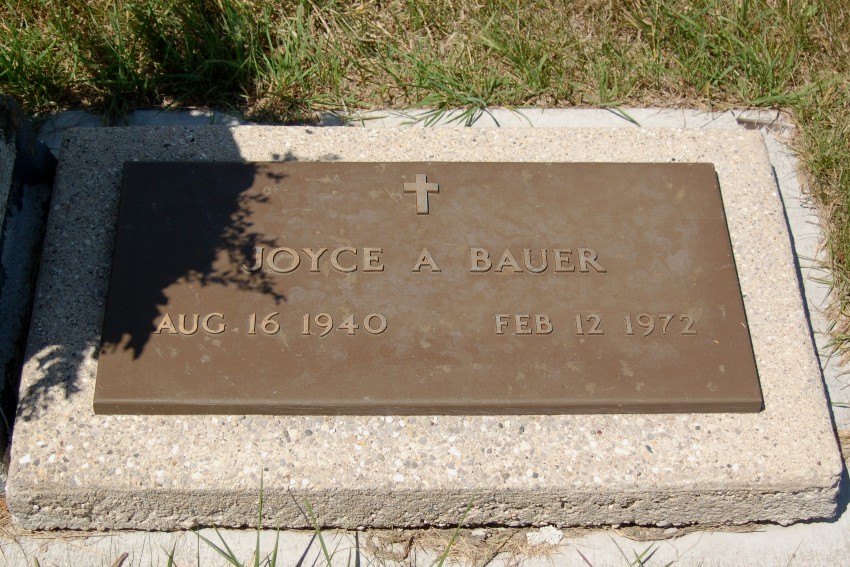 JOYCE A BAUER
AUG 16 1940 FEB 12 1972